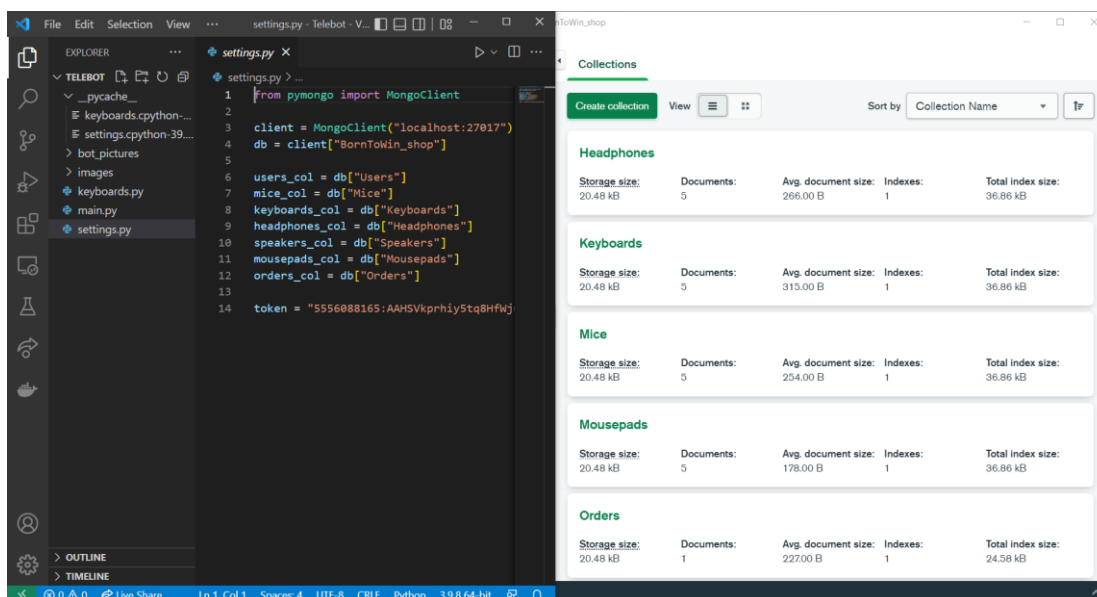 File Edit Selection View ··· settings.py - Telebot - V...
EXPLORER ···
TELEBOT
_pycache_
keyboards.cpython-...
settings.cpython-39....
bot_pictures
images
keyboards.py
main.py
settings.py
OUTLINE
TIMELINE
settings.py
settings.py > ...
1 from pymongo import MongoClient
2
3 client = MongoClient("localhost:27017")
4 db = client["BornToWin_shop"]
5
6 users_col = db["Users"]
7 mice_col = db["Mice"]
8 keyboards_col = db["Keyboards"]
9 headphones_col = db["Headphones"]
10 speakers_col = db["Speakers"]
11 mousepads_col = db["Mousepads"]
12 orders_col = db["Orders"]
13
14 token = "5556088165:AAHSVkprhiy5tq8HfWj
0 0 Live Share Ln 1, Col 1 Spaces: 4 UTF-8 CRLF Python 3.9.8 64-bit
nToWin_shop
Collections
Create collection View Sort by Collection Name
Headphones
Storage size: Documents: Avg. document size: Indexes: Total index size:
20.48 kB 5 266.00 B 1 36.86 kB
Keyboards
Storage size: Documents: Avg. document size: Indexes: Total index size:
20.48 kB 5 315.00 B 1 36.86 kB
Mice
Storage size: Documents: Avg. document size: Indexes: Total index size:
20.48 kB 5 254.00 B 1 36.86 kB
Mousepads
Storage size: Documents: Avg. document size: Indexes: Total index size:
20.48 kB 5 178.00 B 1 36.86 kB
Orders
Storage size: Documents: Avg. document size: Indexes: Total index size:
20.48 kB 1 227.00 B 1 24.58 kB